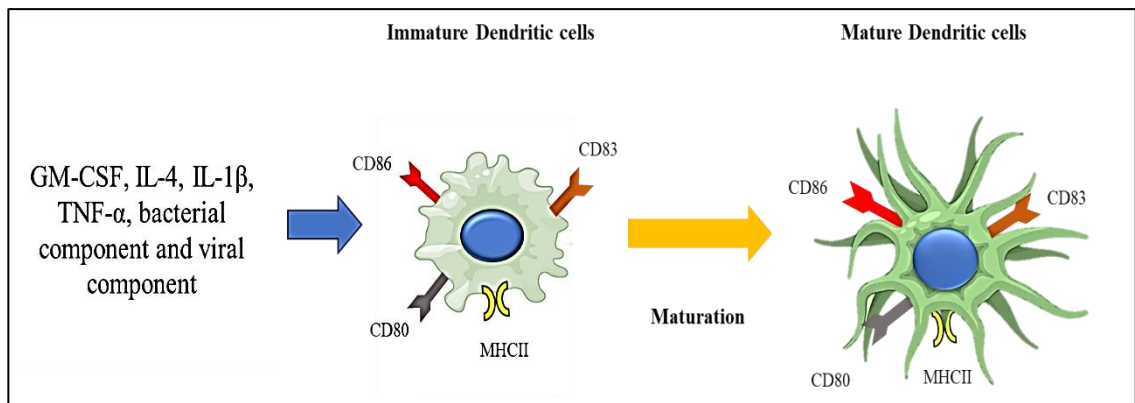 Immature Dendritic cells
Mature Dendritic cells
GM-CSF, IL-4, IL-1β,
TNF-α, bacterial
component and viral
component
CD86
CD83
CD80
MHCII
Maturation
CD86
CD83
CD80
MHCII